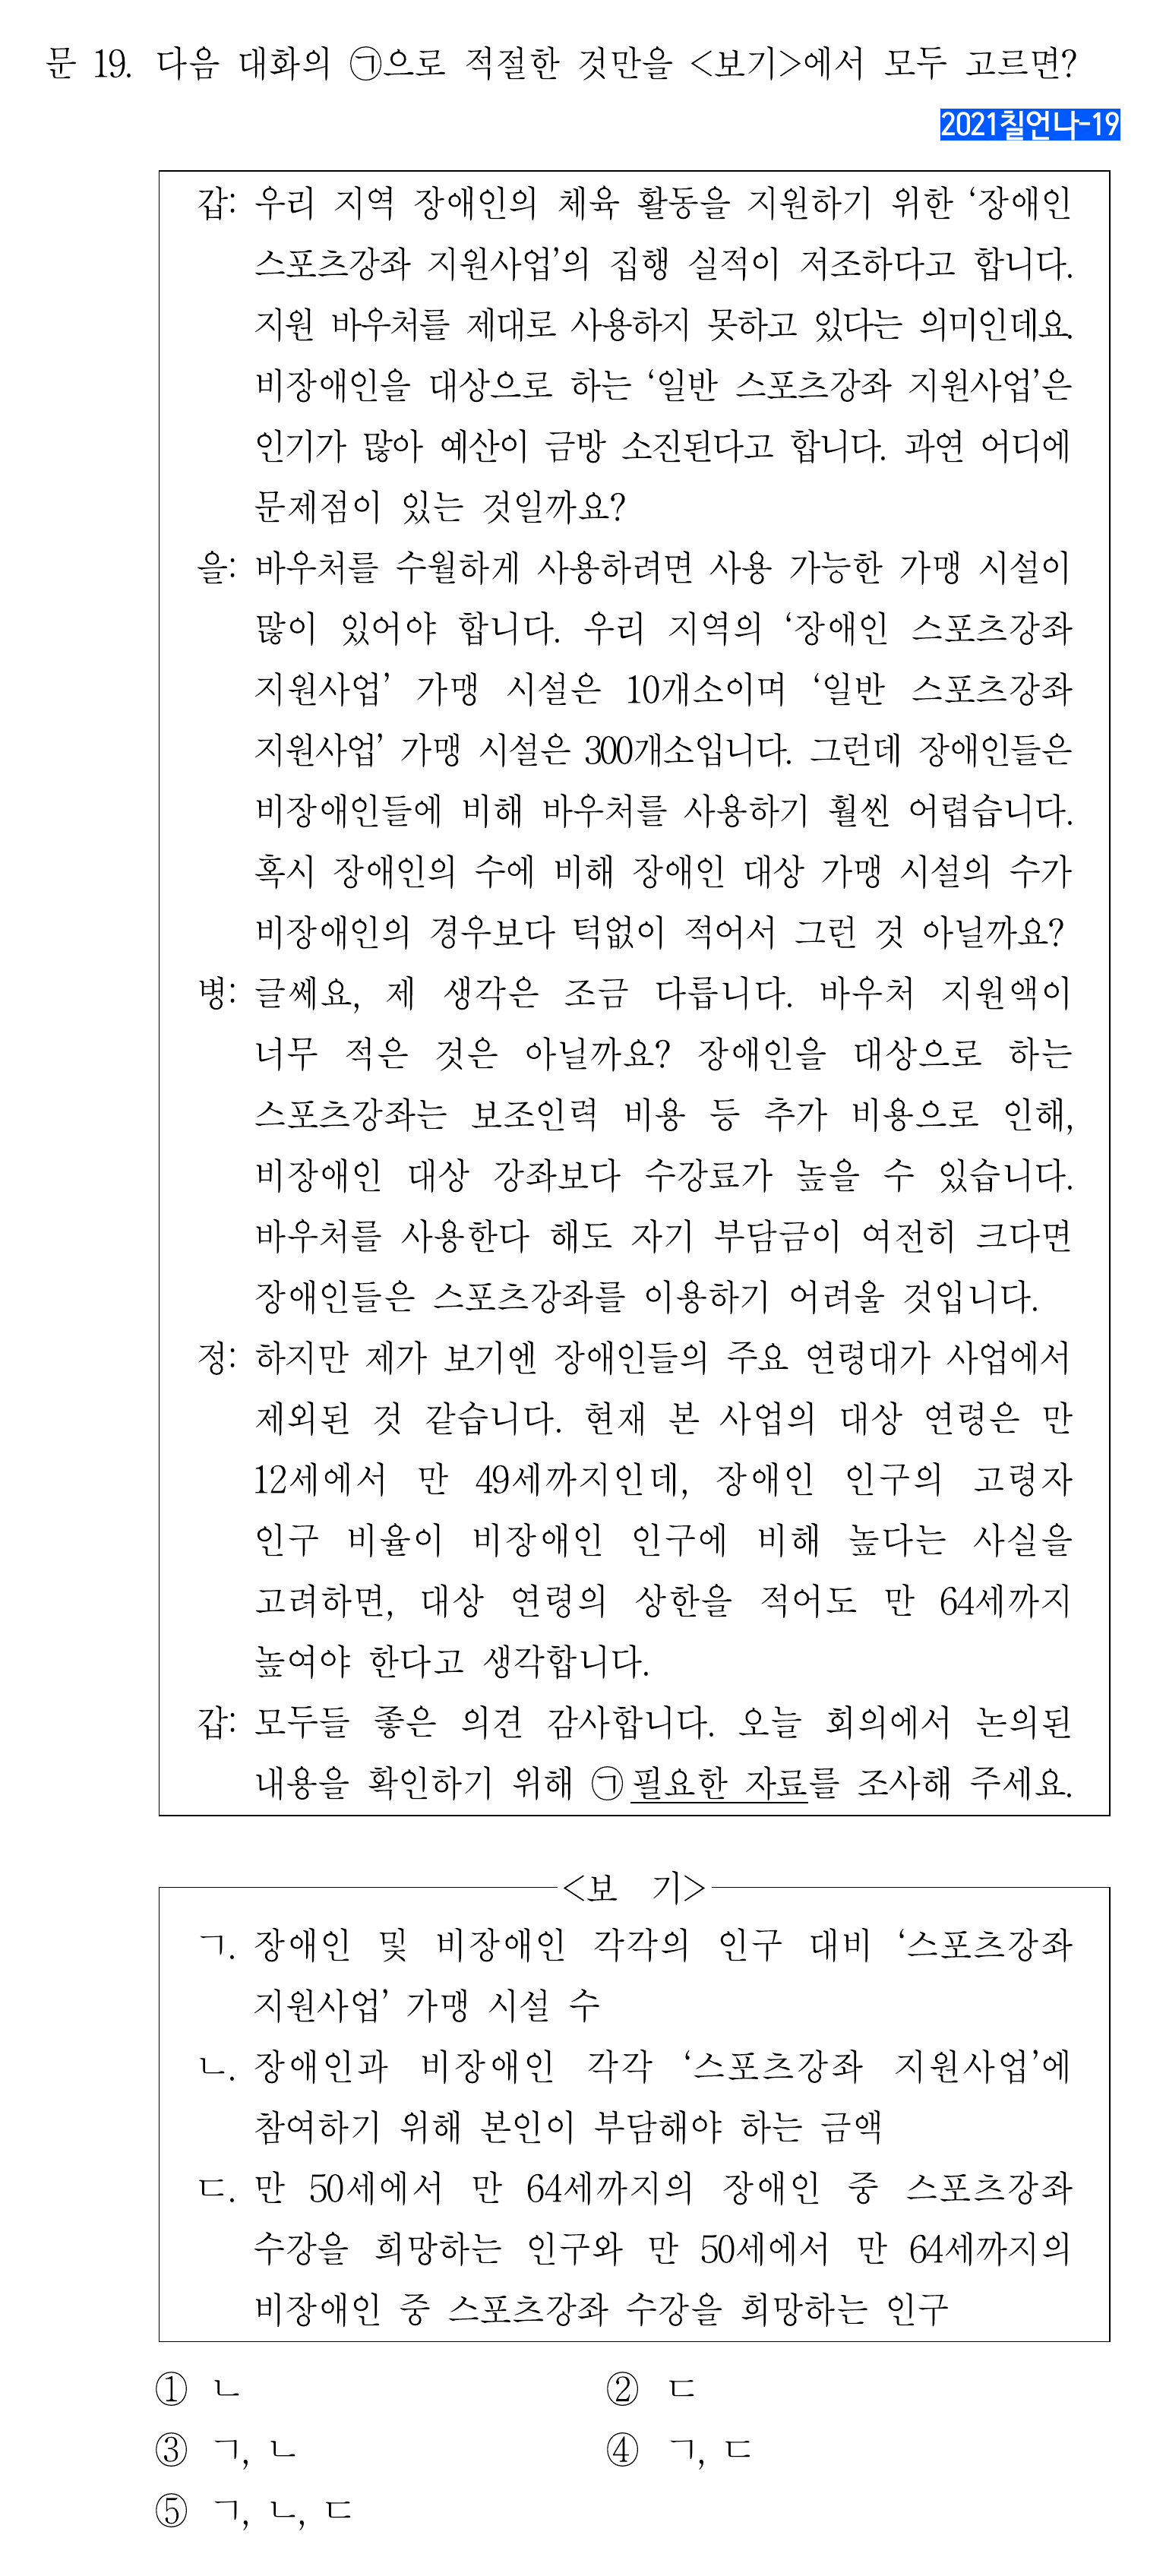 문 19. 다음 대화의 ㉠으로 적절한 것만을 <보기>에서 모두 고르면?
2021칠언나-19
갑: 우리 지역 장애인의 체육 활동을 지원하기 위한 ‘장애인
스포츠강좌 지원사업’의 집행 실적이 저조하다고 합니다.
지원 바우처를 제대로 사용하지 못하고 있다는 의미인데요.
비장애인을 대상으로 하는 ‘일반 스포츠강좌 지원사업’은
인기가 많아 예산이 금방 소진된다고 합니다. 과연 어디에
문제점이 있는 것일까요?
을: 바우처를 수월하게 사용하려면 사용 가능한 가맹 시설이
많이 있어야 합니다. 우리 지역의 ‘장애인 스포츠강좌
지원사업’ 가맹 시설은 10개소이며 ‘일반 스포츠강좌
지원사업’ 가맹 시설은 300개소입니다. 그런데 장애인들은
비장애인들에 비해 바우처를 사용하기 훨씬 어렵습니다.
혹시 장애인의 수에 비해 장애인 대상 가맹 시설의 수가
비장애인의 경우보다 턱없이 적어서 그런 것 아닐까요?
병: 글쎄요, 제 생각은 조금 다릅니다. 바우처 지원액이
너무 적은 것은 아닐까요? 장애인을 대상으로 하는
스포츠강좌는 보조인력 비용 등 추가 비용으로 인해,
비장애인 대상 강좌보다 수강료가 높을 수 있습니다.
바우처를 사용한다 해도 자기 부담금이 여전히 크다면
장애인들은 스포츠강좌를 이용하기 어려울 것입니다.
정: 하지만 제가 보기엔 장애인들의 주요 연령대가 사업에서
제외된 것 같습니다. 현재 본 사업의 대상 연령은 만
12세에서 만 49세까지인데, 장애인 인구의 고령자
인구 비율이 비장애인 인구에 비해 높다는 사실을
고려하면, 대상 연령의 상한을 적어도 만 64세까지
높여야 한다고 생각합니다.
갑: 모두들 좋은 의견 감사합니다. 오늘 회의에서 논의된
내용을 확인하기 위해 ㉠필요한 자료를 조사해 주세요.
<보 기>
ㄱ. 장애인 및 비장애인 각각의 인구 대비 ‘스포츠강좌
지원사업’ 가맹 시설 수
ㄴ. 장애인과 비장애인 각각 ‘스포츠강좌 지원사업’에
참여하기 위해 본인이 부담해야 하는 금액
ㄷ. 만 50세에서 만 64세까지의 장애인 중 스포츠강좌
수강을 희망하는 인구와 만 50세에서 만 64세까지의
비장애인 중 스포츠강좌 수강을 희망하는 인구
① ㄴ ② ㄷ
③ ㄱ, ㄴ ④ ㄱ, ㄷ
⑤ ㄱ, ㄴ, ㄷ